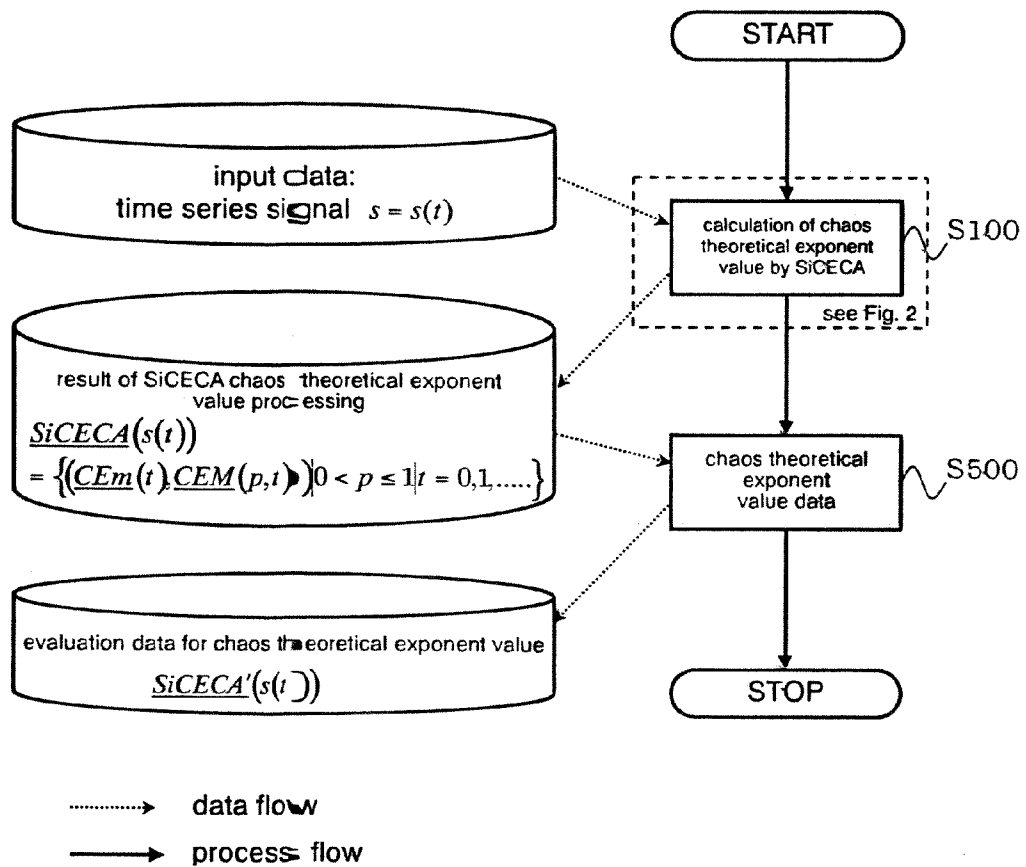 START
input data:
time series signal s = s(t)
calculation of chaos
theoretical exponent
value by SiCECA
S100
see Fig. 2
result of SiCECA chaos theoretical exponent
value processing
SiCECA(s(t))
= {(CEm(t),CEM(p,t))|0 < p ≤ 1|t = 0,1,.....}
chaos theoretical
exponent
value data
S500
evaluation data for chaos theoretical exponent value
SiCECA'(s(t))
STOP
data flow
process flow